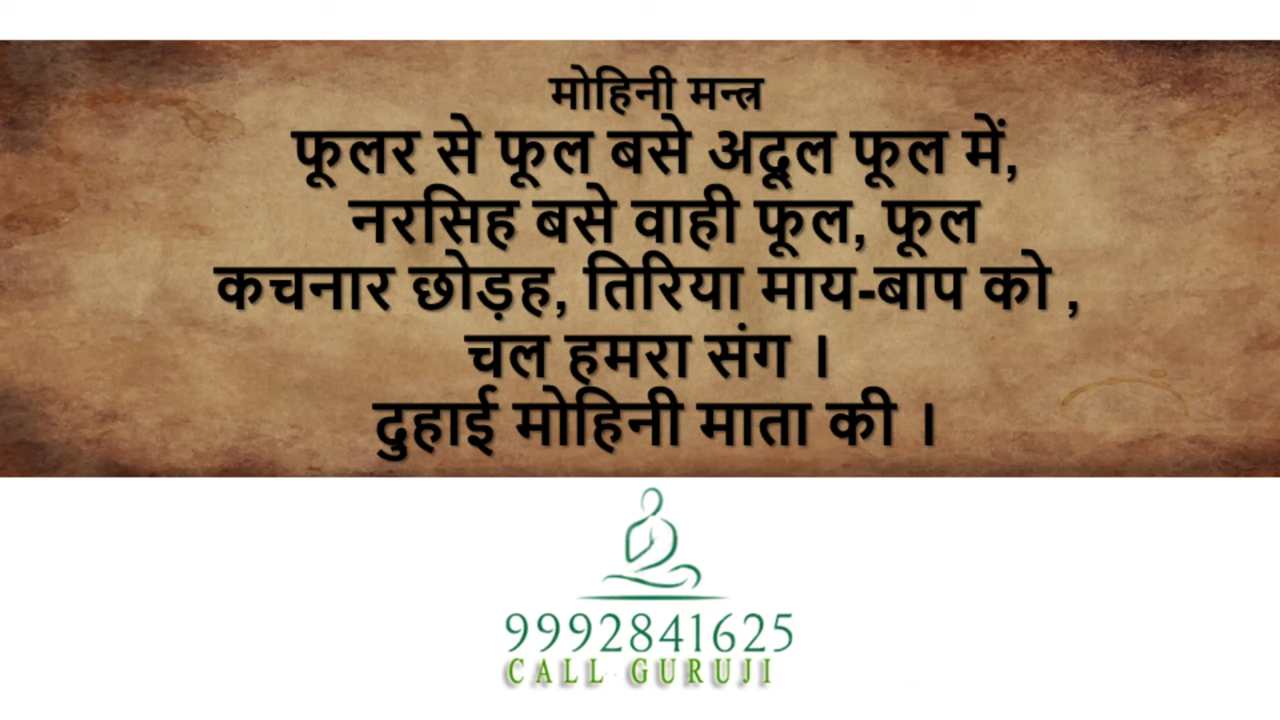 मोहिनी मन्त्र
फूलर से फूल बसे अदूल फूल में,
नरसिह बसे वाही फूल, फूल
कचनार छोड़ह, तिरिया माय-बाप को ,
चल हमरा संग ।
दुहाई मोहिनी माता की ।
9992841625
CALL GURUJI